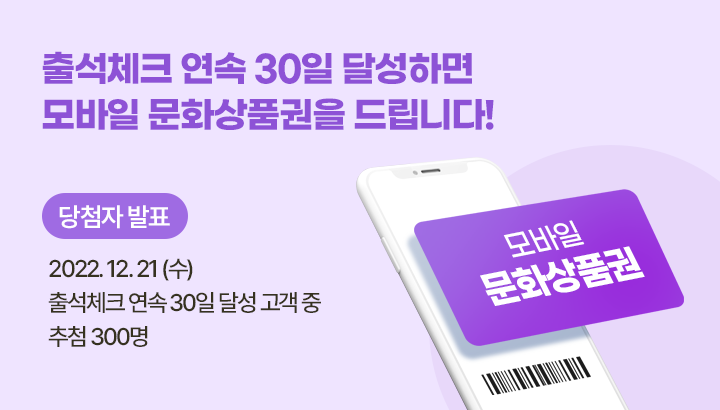 출석체크 연속 30일 달성하면
모바일 문화상품권을 드립니다!
당첨자 발표
2022. 12. 21 (수)
출석체크 연속 30일 달성 고객 중
추첨 300명
모바일
문화상품권